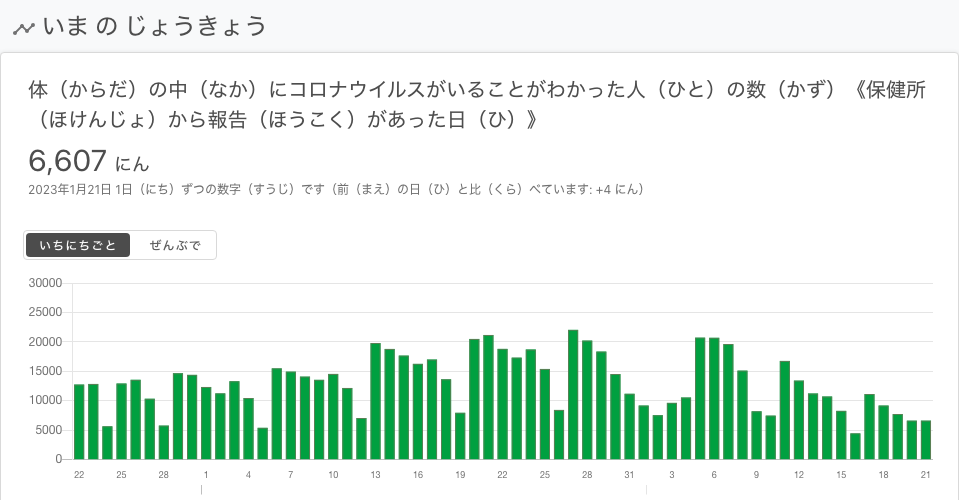 いま の じょうきょう
体（からだ）の中（なか）にコロナウイルスがいることがわかった人（ひと）の数（かず）《保健所
（ほけんじょ）から報告（ほうこく）があった日（ひ）》
6,607 にん
2023年1月21日 1日（にち）ずつの数字（すうじ）です（前（まえ）の日（ひ）と比（くら）べています: +4 にん）
いちにちごと ぜんぶで
30000
25000
20000
15000
10000
5000
0
22 25 28 1 4 7 10 13 16 19 22 25 28 31 3 6 9 12 15 18 21